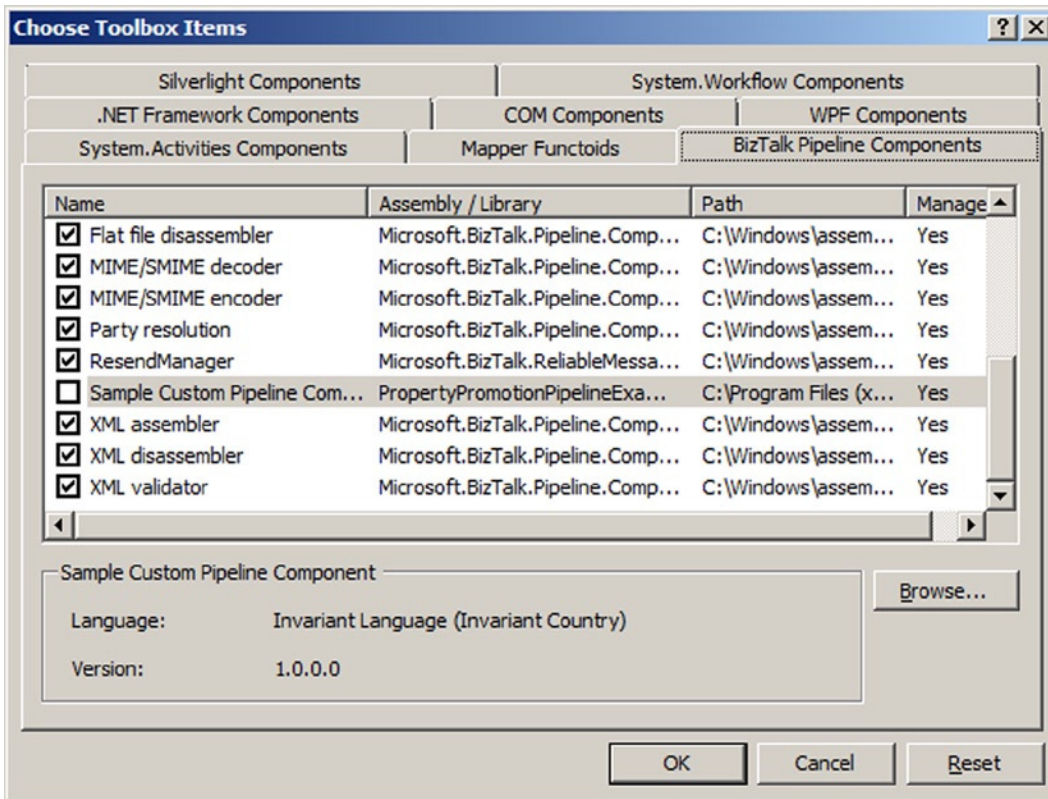 Choose Toolbox Items
Silverlight Components System.Workflow Components
.NET Framework Components COM Components WPF Components
System.Activities Components Mapper Functoids BizTalk Pipeline Components
Name Assembly / Library Path Manage
Flat file disassembler Microsoft.BizTalk.Pipeline.Comp... C:\Windows\assem... Yes
MIME/SMIME decoder Microsoft.BizTalk.Pipeline.Comp... C:\Windows\assem... Yes
MIME/SMIME encoder Microsoft.BizTalk.Pipeline.Comp... C:\Windows\assem... Yes
Party resolution Microsoft.BizTalk.Pipeline.Comp... C:\Windows\assem... Yes
ResendManager Microsoft.BizTalk.ReliableMessa... C:\Windows\assem... Yes
Sample Custom Pipeline Com... PropertyPromotionPipelineExa... C:\Program Files (x... Yes
XML assembler Microsoft.BizTalk.Pipeline.Comp... C:\Windows\assem... Yes
XML disassembler Microsoft.BizTalk.Pipeline.Comp... C:\Windows\assem... Yes
XML validator Microsoft.BizTalk.Pipeline.Comp... C:\Windows\assem... Yes
Sample Custom Pipeline Component
Browse...
Language: Invariant Language (Invariant Country)
Version: 1.0.0.0
OK Cancel Reset